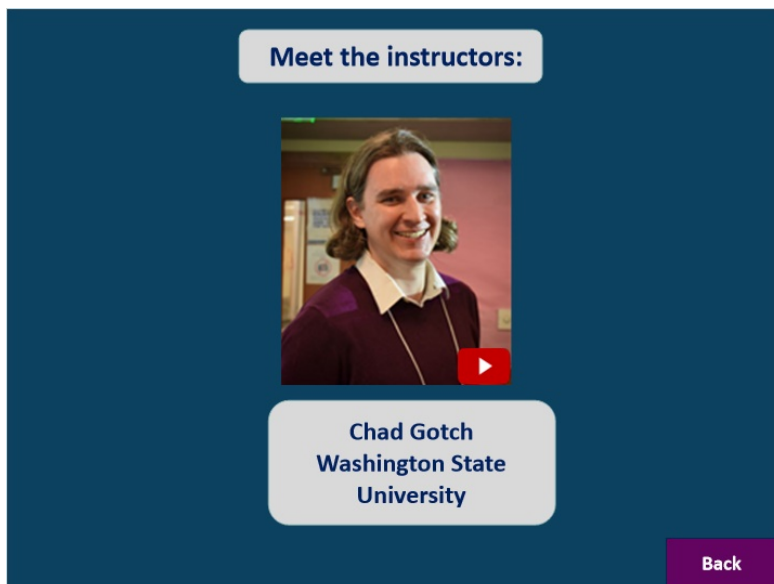 Meet the instructors:
Chad Gotch
Washington State
University
Back